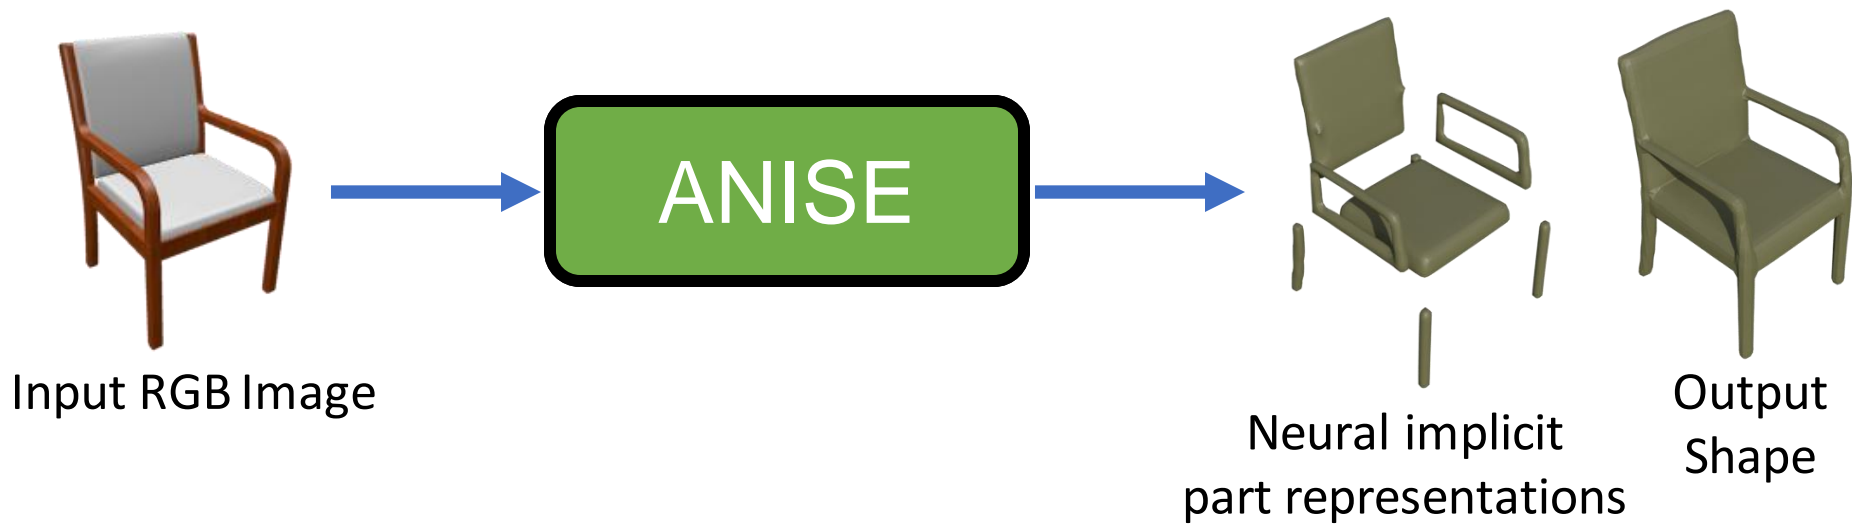 ANISE
Input RGB Image
Neural implicit
part representations
Output
Shape